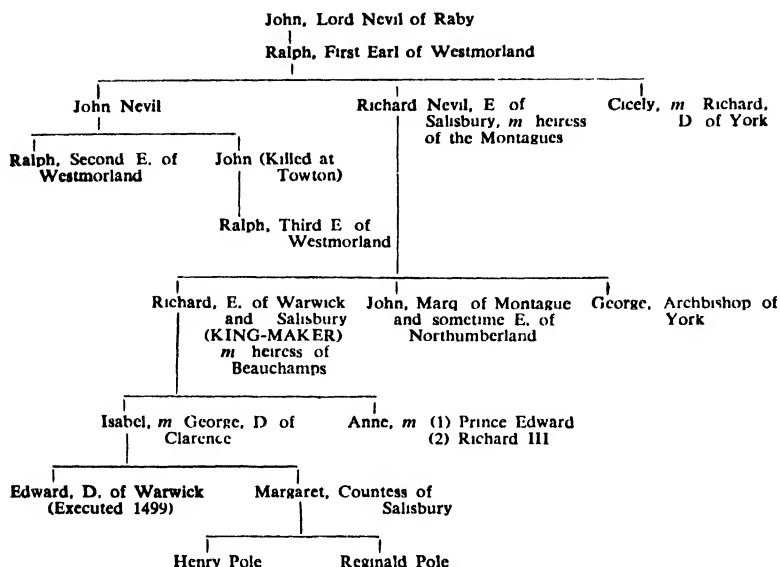 John, Lord Nevil of Raby
Ralph, First Earl of Westmorland
John Nevil
Richard Nevil, E of
Salisbury, m heiress
of the Montagues
Cicely, m Richard,
D of York
Ralph, Second E. of
Westmorland
John (Killed at
Towton)
Ralph, Third E of
Westmorland
Richard, E. of Warwick
and Salisbury
(KING-MAKER)
m heiress of
Beauchamps
John, Marq of Montague
and sometime E. of
Northumberland
George, Archbishop of
York
Isabel, m George, D of
Clarence
Anne, m (1) Prince Edward
(2) Richard III
Edward, D. of Warwick
(Executed 1499)
Margaret, Countess of
Salisbury
Henry Pole
Reginald Pole